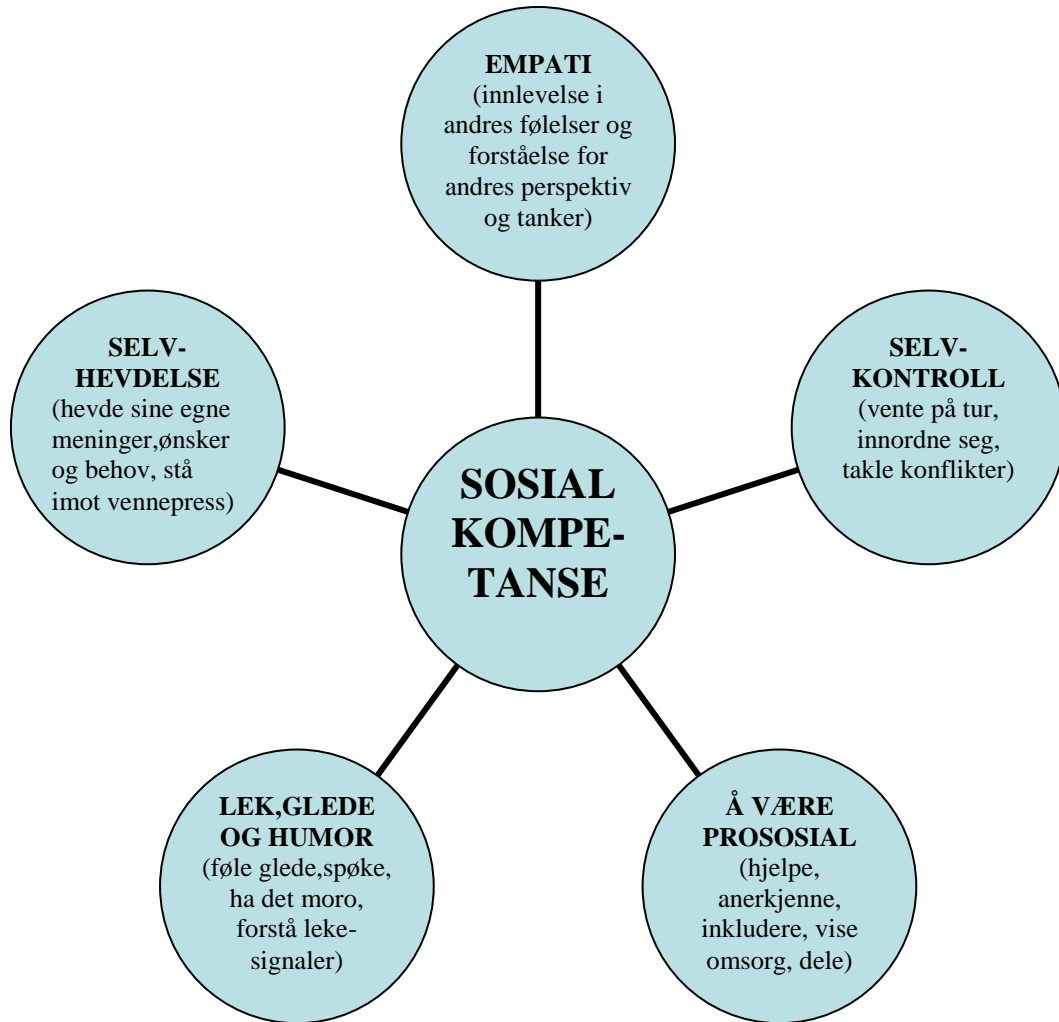 EMPATI
(innlevelse i
andres følelser og
forståelse for
andres perspektiv
og tanker)
SELV-
HEVDELSE
(hevde sine egne
meninger,ønsker
og behov, stå
imot vennepress)
SELV-
KONTROLL
(vente på tur,
innordne seg,
takle konflikter)
SOSIAL
KOMPE-
TANSE
LEK,GLEDE
OG HUMOR
(føle glede,spøke,
ha det moro,
forstå leke-
signaler)
Å VÆRE
PROSOSIAL
(hjelpe,
anerkjenne,
inkludere, vise
omsorg, dele)